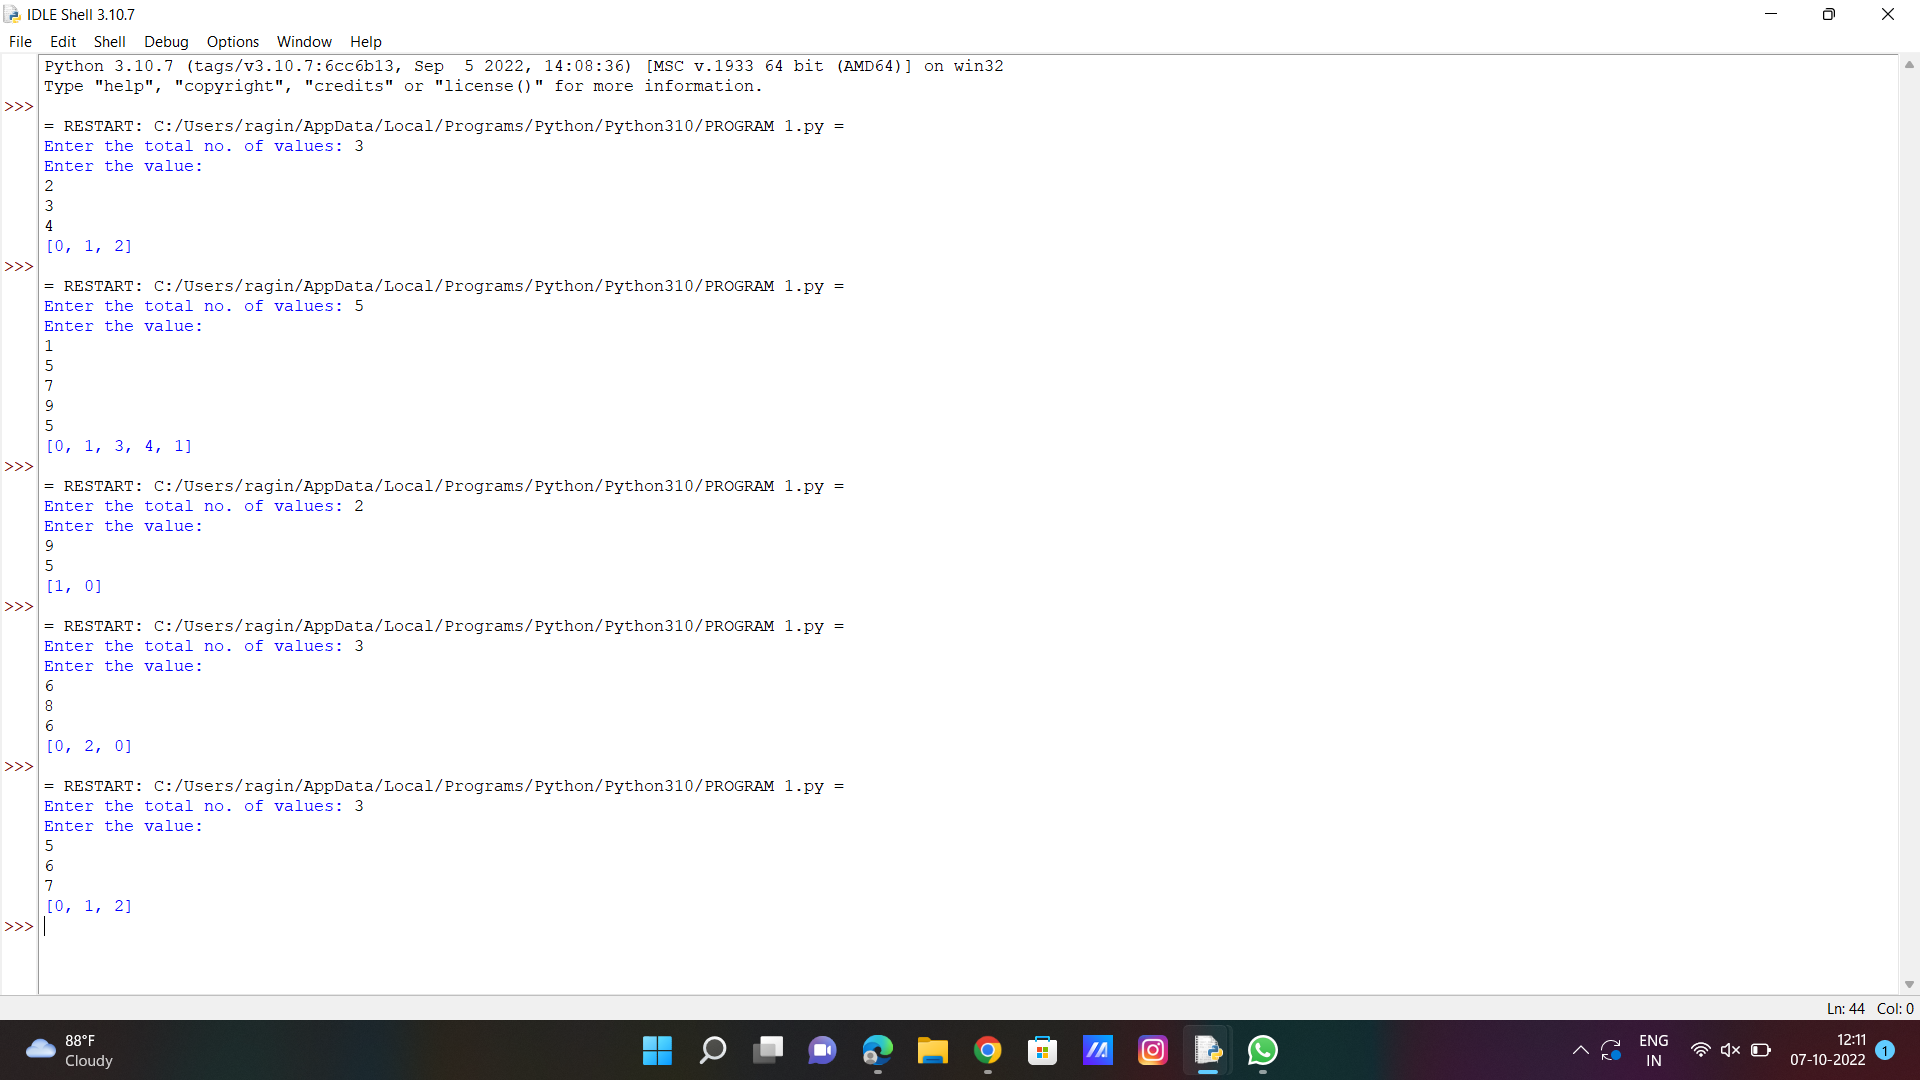 IDLE Shell 3.10.7
File Edit Shell Debug Options Window Help
Python 3.10.7 (tags/v3.10.7:6cc6b13, Sep  5 2022, 14:08:36) [MSC v.1933 64 bit (AMD64)] on win32
Type "help", "copyright", "credits" or "license()" for more information.
>>>
= RESTART: C:/Users/ragin/AppData/Local/Programs/Python/Python310/PROGRAM 1.py =
Enter the total no. of values: 3
Enter the value:
2
3
4
[0, 1, 2]
>>>
= RESTART: C:/Users/ragin/AppData/Local/Programs/Python/Python310/PROGRAM 1.py =
Enter the total no. of values: 5
Enter the value:
1
5
7
9
5
[0, 1, 3, 4, 1]
>>>
= RESTART: C:/Users/ragin/AppData/Local/Programs/Python/Python310/PROGRAM 1.py =
Enter the total no. of values: 2
Enter the value:
9
5
[1, 0]
>>>
= RESTART: C:/Users/ragin/AppData/Local/Programs/Python/Python310/PROGRAM 1.py =
Enter the total no. of values: 3
Enter the value:
6
8
6
[0, 2, 0]
>>>
= RESTART: C:/Users/ragin/AppData/Local/Programs/Python/Python310/PROGRAM 1.py =
Enter the total no. of values: 3
Enter the value:
5
6
7
[0, 1, 2]
>>>
Ln: 44 Col: 0
88°F
Cloudy
ENG
IN
12:11
07-10-2022
1